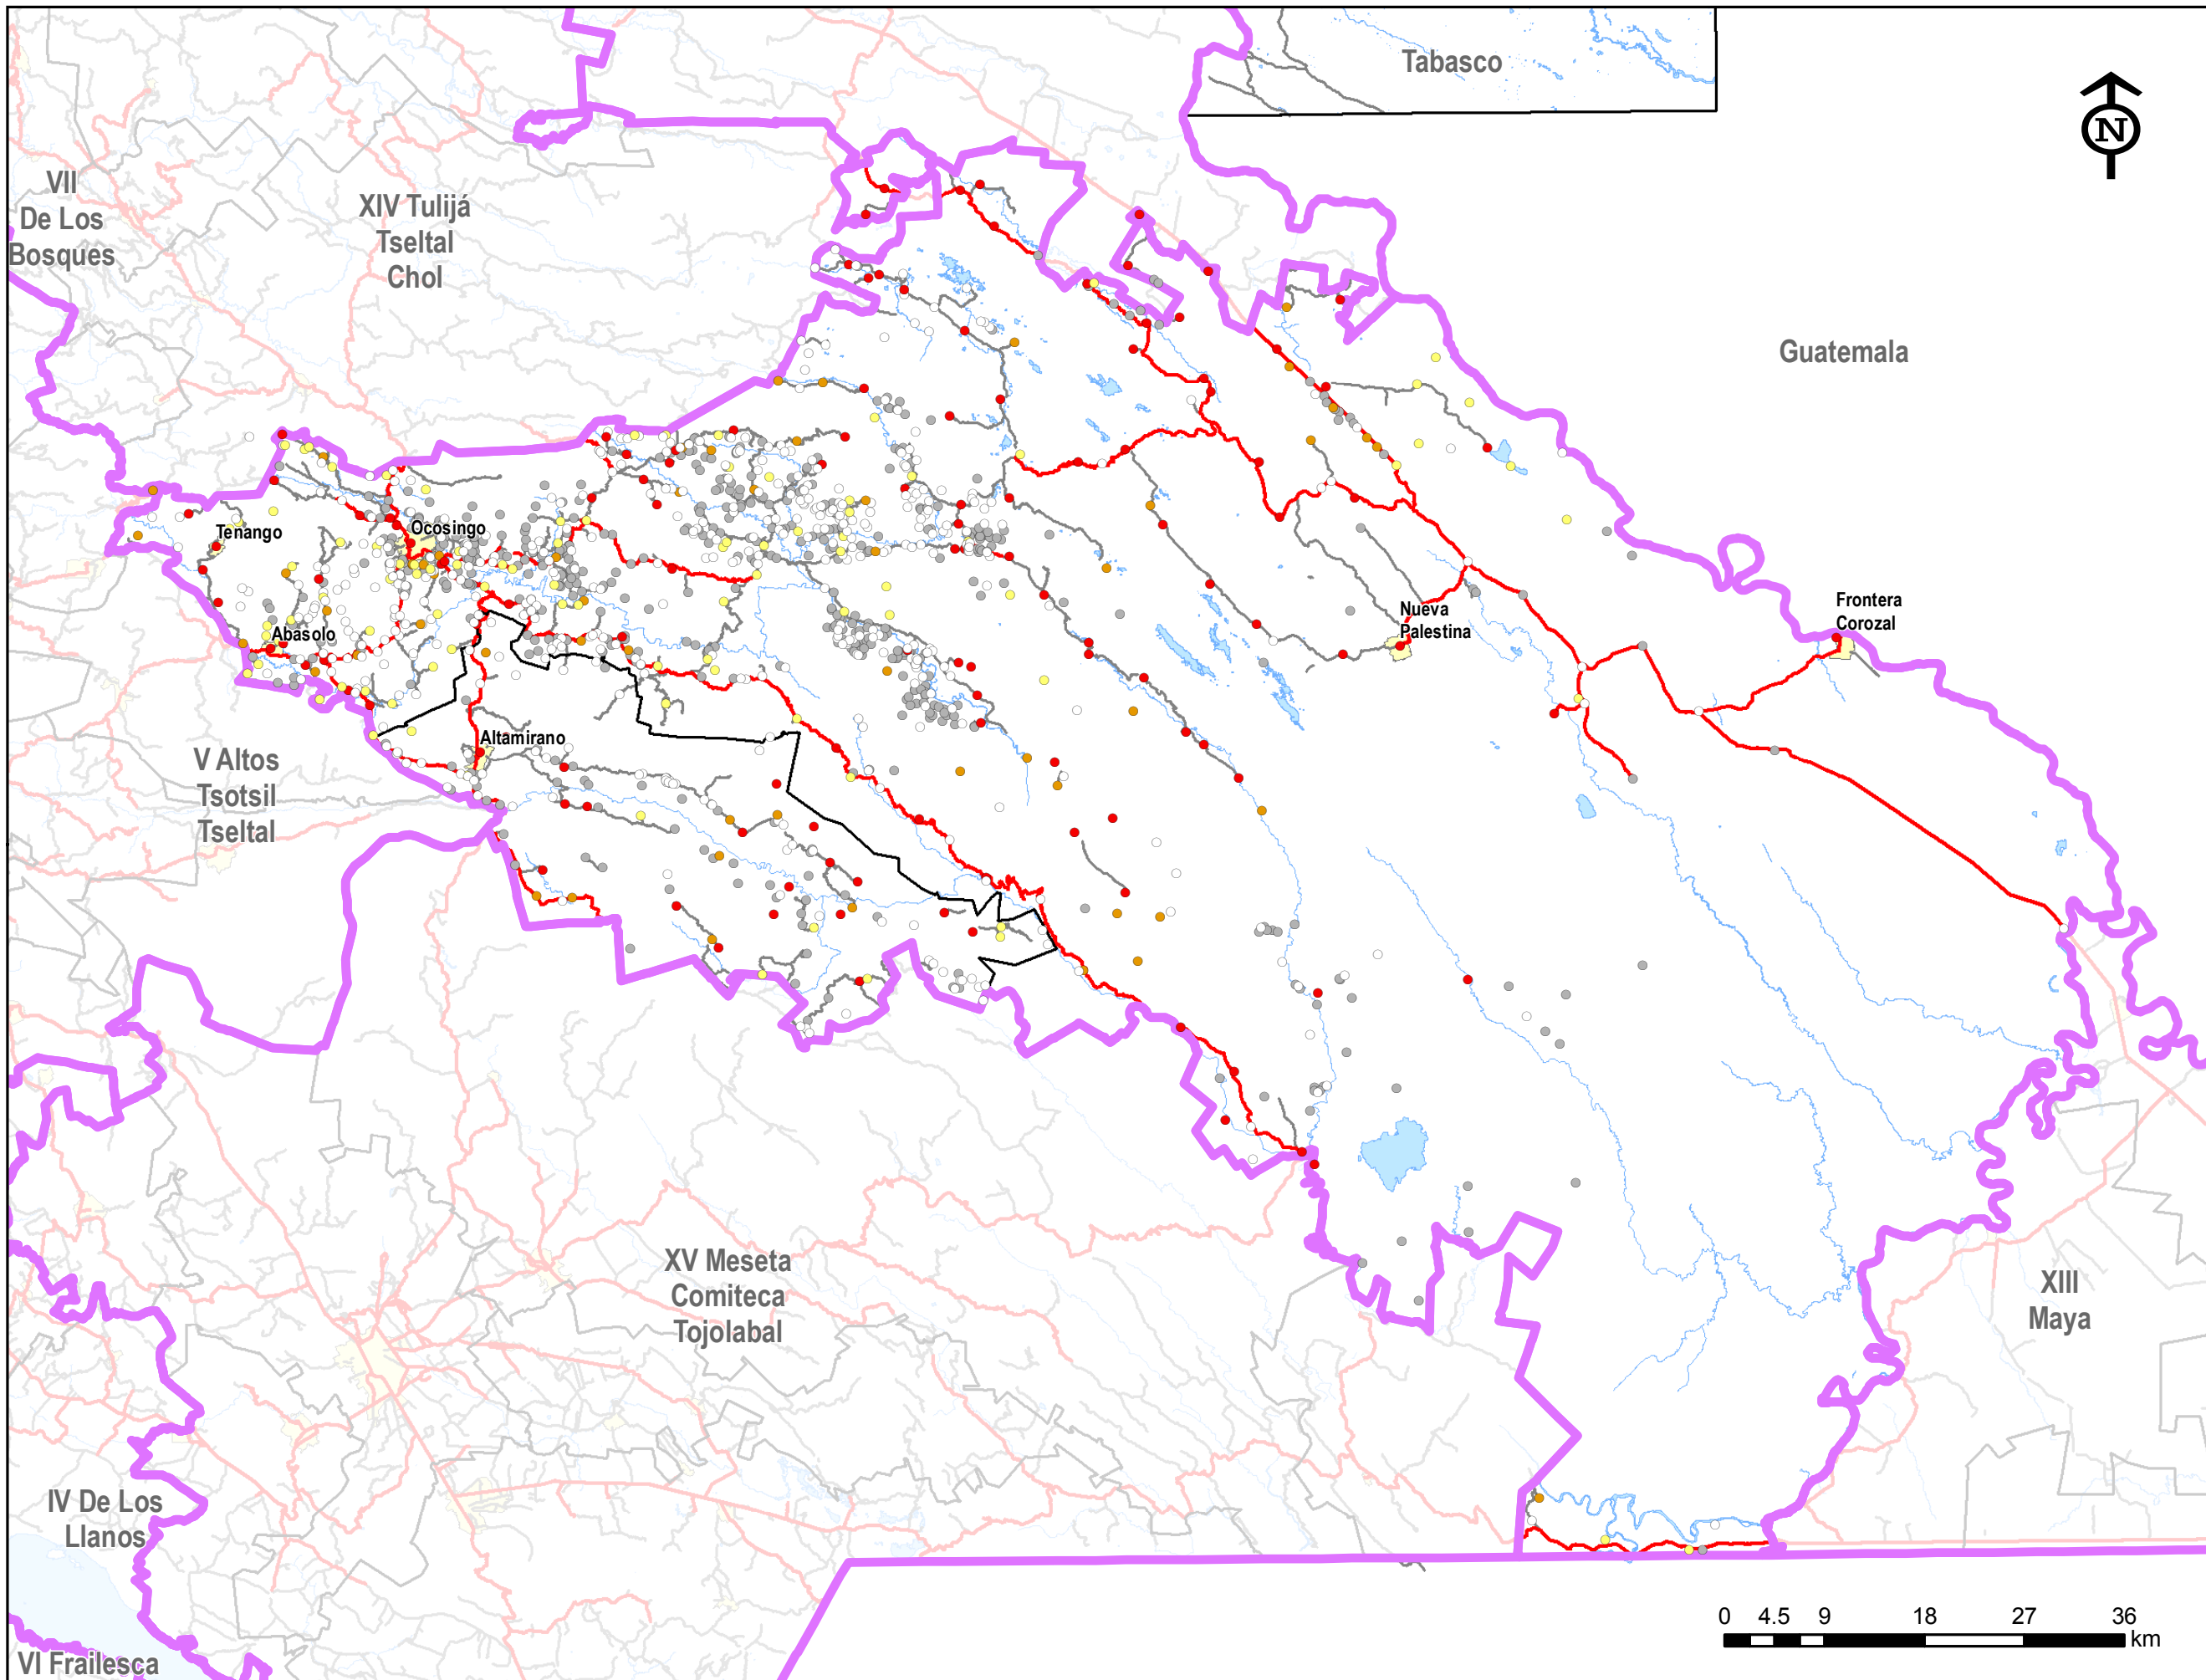 Tabasco
N
VII
De Los
Bosques
XIV Tulijá
Tseltal
Chol
Guatemala
Tenango
Ocosingo
Abasolo
Nueva
Palestina
Frontera
Corozal
Altamirano
V Altos
Tsotsil
Tseltal
XV Meseta
Comiteca
Tojolabal
XIII
Maya
IV De Los
Llanos
VI Frailesca
0 4.5 9 18 27 36
km